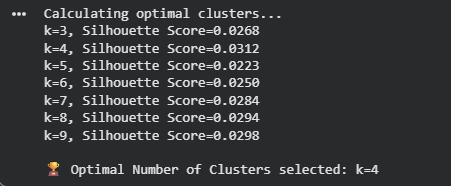 Calculating optimal clusters...
k=3, Silhouette Score=0.0268
k=4, Silhouette Score=0.0312
k=5, Silhouette Score=0.0223
k=6, Silhouette Score=0.0250
k=7, Silhouette Score=0.0284
k=8, Silhouette Score=0.0294
k=9, Silhouette Score=0.0298
🏆 Optimal Number of Clusters selected: k=4